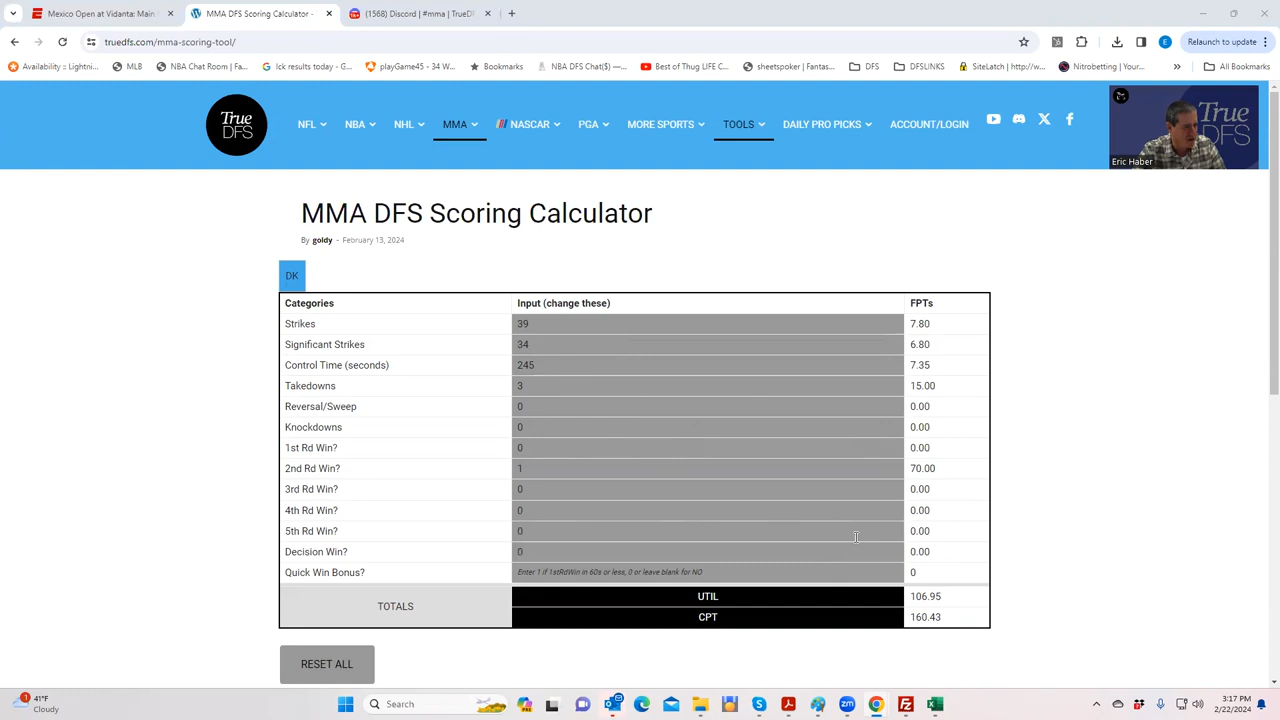 Mexico Open at Vidanta: Main
MMA DFS Scoring Calculator -
(1568) Discord | #mma | TrueDF
truedfs.com/mma-scoring-tool/
E
Relaunch to update
Availability :: Lightni... MLB NBA Chat Room | Fa... Ick results today - G... playGame45 - 34 W... Bookmarks NBA DFS Chat($) —... Best of Thug LIFE C... sheetspoker | Fantas... DFS DFSLINKS SiteLatch | http://w... Nitrobetting | Your... All Bookmarks
True
DFS
NFL NBA NHL MMA NASCAR PGA MORE SPORTS TOOLS DAILY PRO PICKS ACCOUNT/LOGIN
True
DFS
Eric Haber
MMA DFS Scoring Calculator
By goldy - February 13, 2024
DK
Categories Input (change these) FPTs
Strikes 39 7.80
Significant Strikes 34 6.80
Control Time (seconds) 245 7.35
Takedowns 3 15.00
Reversal/Sweep 0 0.00
Knockdowns 0 0.00
1st Rd Win? 0 0.00
2nd Rd Win? 1 70.00
3rd Rd Win? 0 0.00
4th Rd Win? 0 0.00
5th Rd Win? 0 0.00
Decision Win? 0 0.00
Quick Win Bonus? Enter 1 if 1stRdWin in 60s or less, 0 or leave blank for NO 0
TOTALS
UTIL 106.95
CPT 160.43
RESET ALL
1
41°F
Cloudy
Search
3:17 PM
2/22/2024